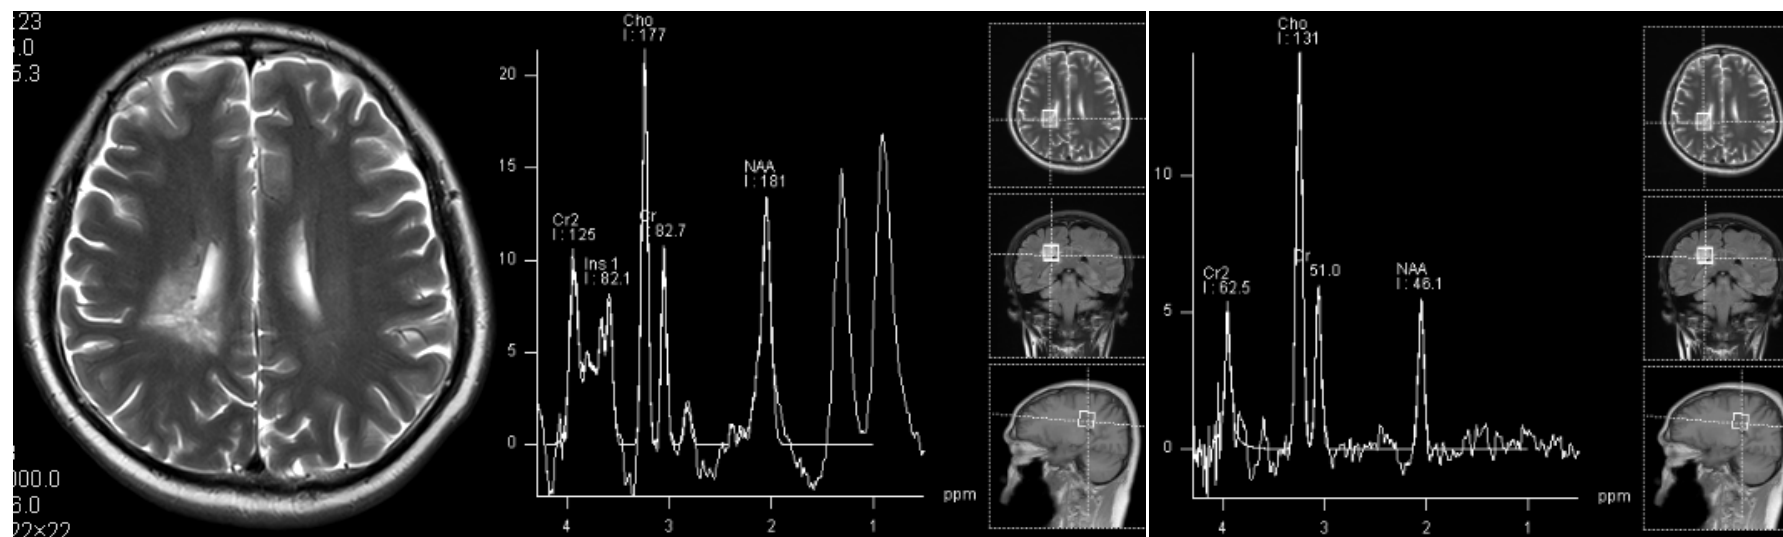 :23
5.0
5.3
000.0
6.0
22×22
Cho
I : 177
20
15
10
5
0
NAA
I : 181
Cr2
I : 125
Cr
I : 82.7
Ins 1
I : 82.1
4
3
2
1
ppm
Cho
I : 131
10
5
0
Cr2
I : 62.5
Cr
51.0
NAA
I : 46.1
4
3
2
1
ppm